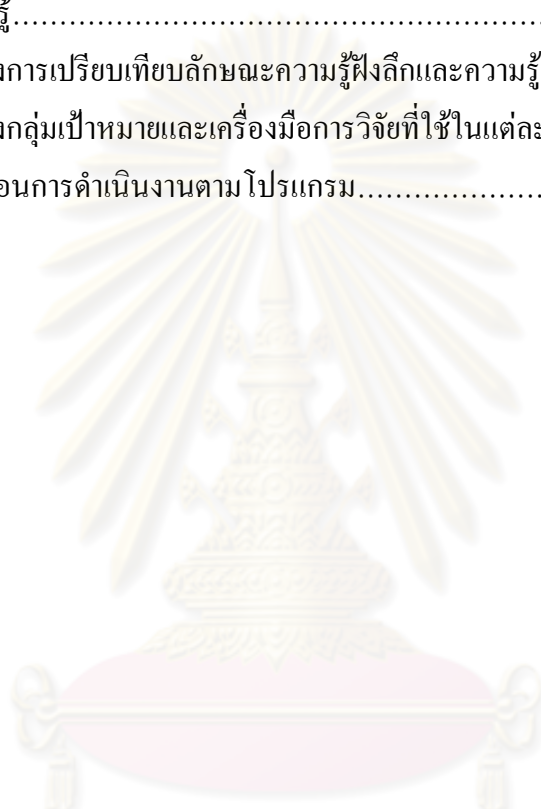 รู้...........................................................
งการเปรียบเทียบลักษณะความรู้ฝังลึกและความรู้
งกลุ่มเป้าหมายและเครื่องมือการวิจัยที่ใช้ในแต่ละ
อนการดำเนินงานตามโปรแกรม....................